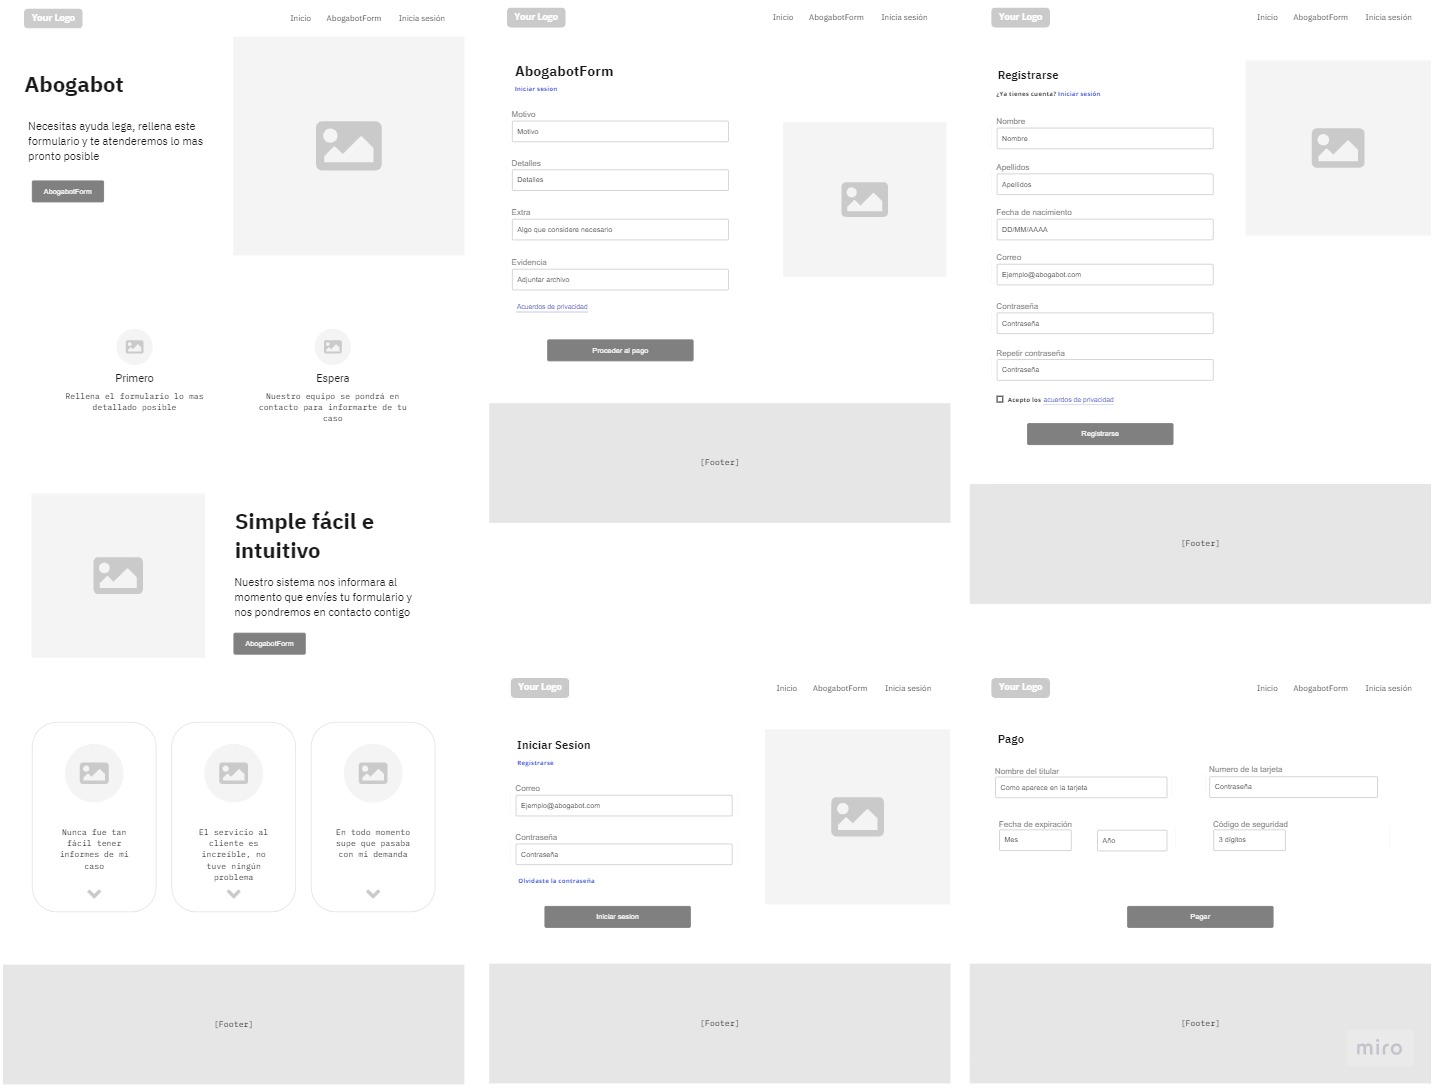 Your Logo
Inicio AbogabotForm Inicia sesión
Abogabot
Necesitas ayuda lega, rellena este
formulario y te atenderemos lo mas
pronto posible
AbogabotForm
Primero
Rellena el formulario lo mas
detallado posible
Espera
Nuestro equipo se pondrá en
contacto para informarte de tu
caso
Simple fácil e
intuitivo
Nuestro sistema nos informara al
momento que envíes tu formulario y
nos pondremos en contacto contigo
AbogabotForm
Nunca fue tan
fácil tener
informes de mi
caso
El servicio al
cliente es
increíble, no
tuve ningún
problema
En todo momento
supe que pasaba
con mi demanda
[Footer]
Your Logo
Inicio AbogabotForm Inicia sesión
AbogabotForm
Iniciar sesion
Motivo
Motivo
Detalles
Detalles
Extra
Algo que considere necesario
Evidencia
Adjuntar archivo
Acuerdos de privacidad
Proceder al pago
[Footer]
Your Logo
Inicio AbogabotForm Inicia sesión
Registrarse
¿Ya tienes cuenta? Iniciar sesión
Nombre
Nombre
Apellidos
Apellidos
Fecha de nacimiento
DD/MM/AAAA
Correo
Ejemplo@abogabot.com
Contraseña
Contraseña
Repetir contraseña
Contraseña
Acepto los acuerdos de privacidad
Registrarse
[Footer]
Your Logo
Inicio AbogabotForm Inicia sesión
Iniciar Sesion
Registrarse
Correo
Ejemplo@abogabot.com
Contraseña
Contraseña
Olvidaste la contraseña
Iniciar sesion
[Footer]
Your Logo
Inicio AbogabotForm Inicia sesión
Pago
Nombre del titular
Como aparece en la tarjeta
Numero de la tarjeta
Contraseña
Fecha de expiración
Mes
Año
Código de seguridad
3 dígitos
Pagar
[Footer]
miro